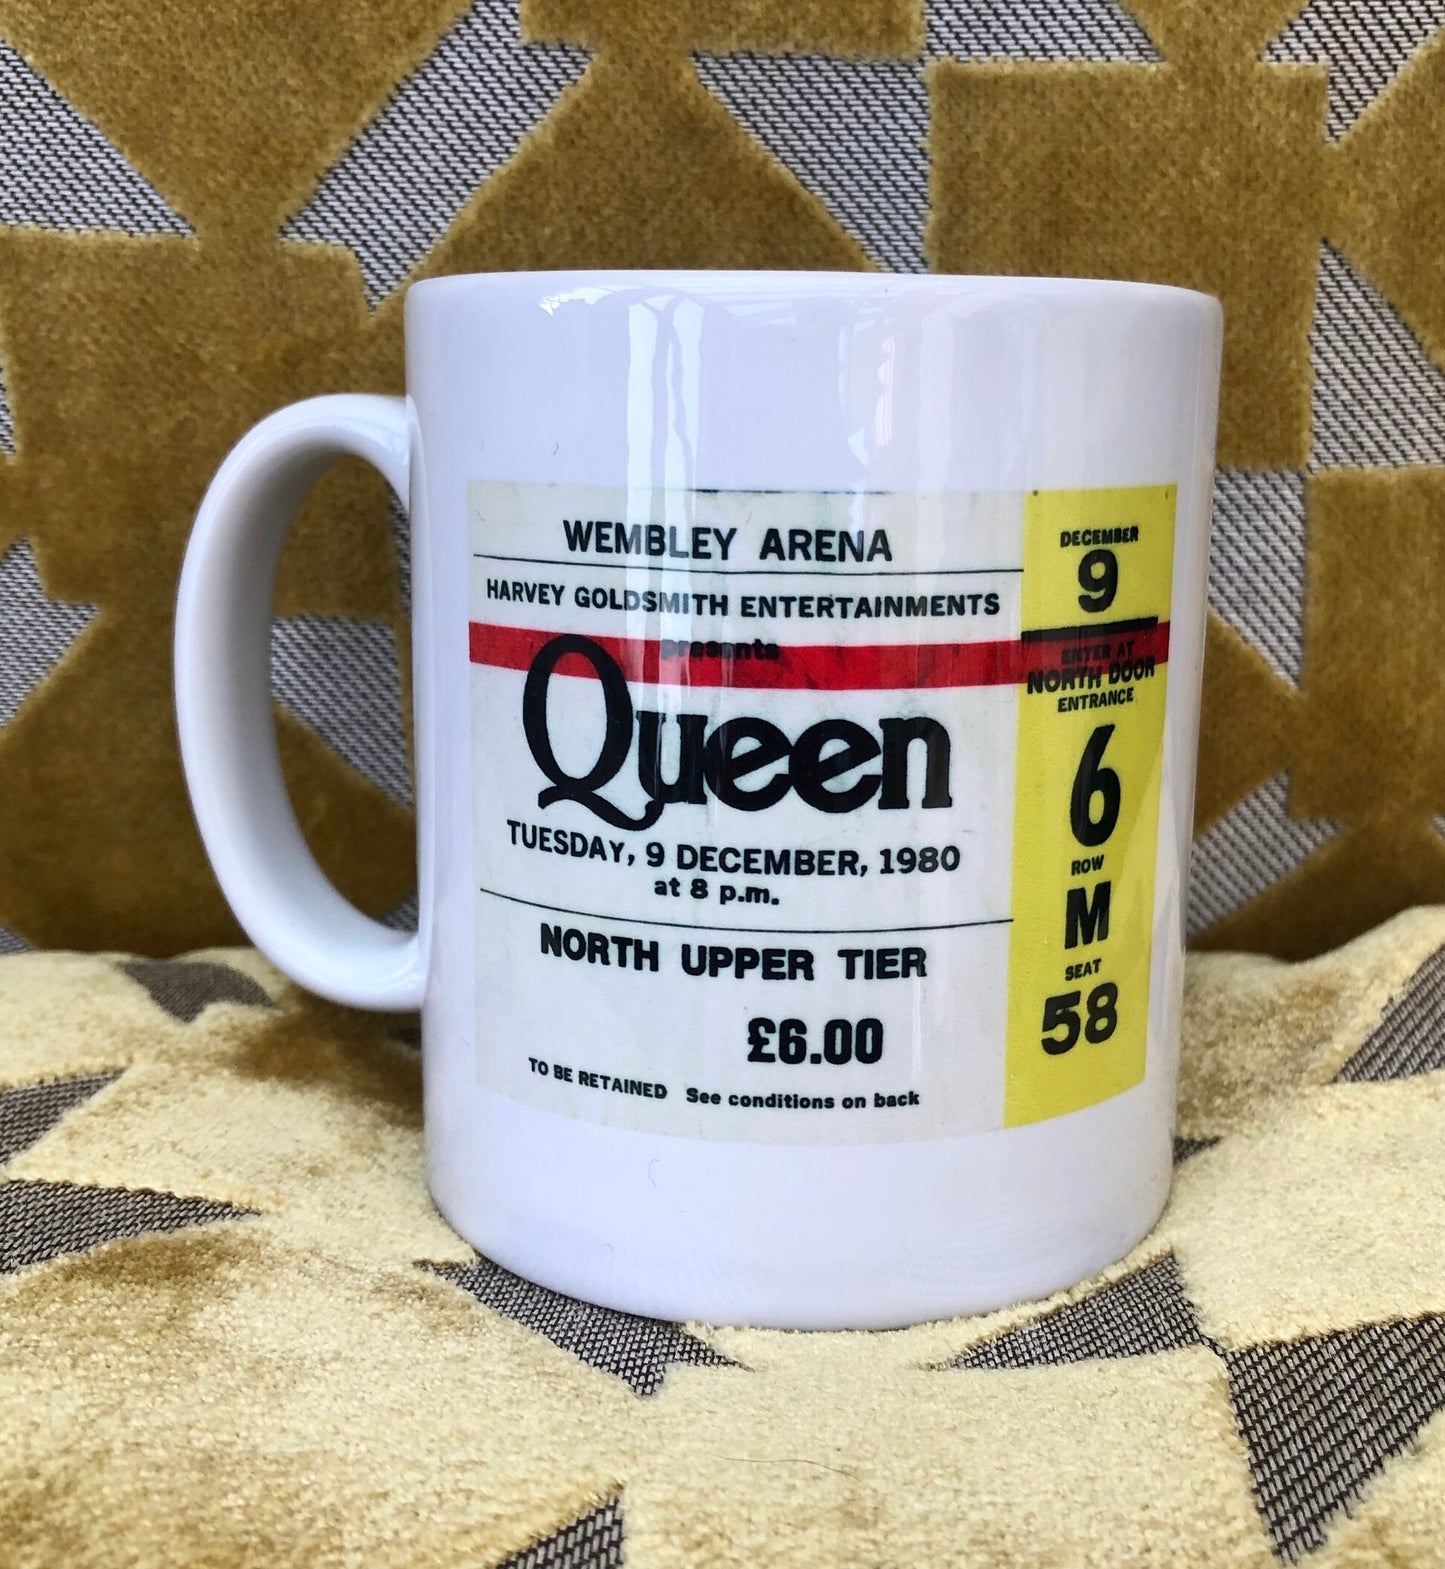 WEMBLEY ARENA
HARVEY GOLDSMITH ENTERTAINMENTS
presents
Queen
TUESDAY, 9 DECEMBER, 1980
at 8 p.m.
NORTH UPPER TIER
£6.00
TO BE RETAINED See conditions on back
DECEMBER
9
ENTER AT
NORTH DOOR
ENTRANCE
6
ROW
M
SEAT
58